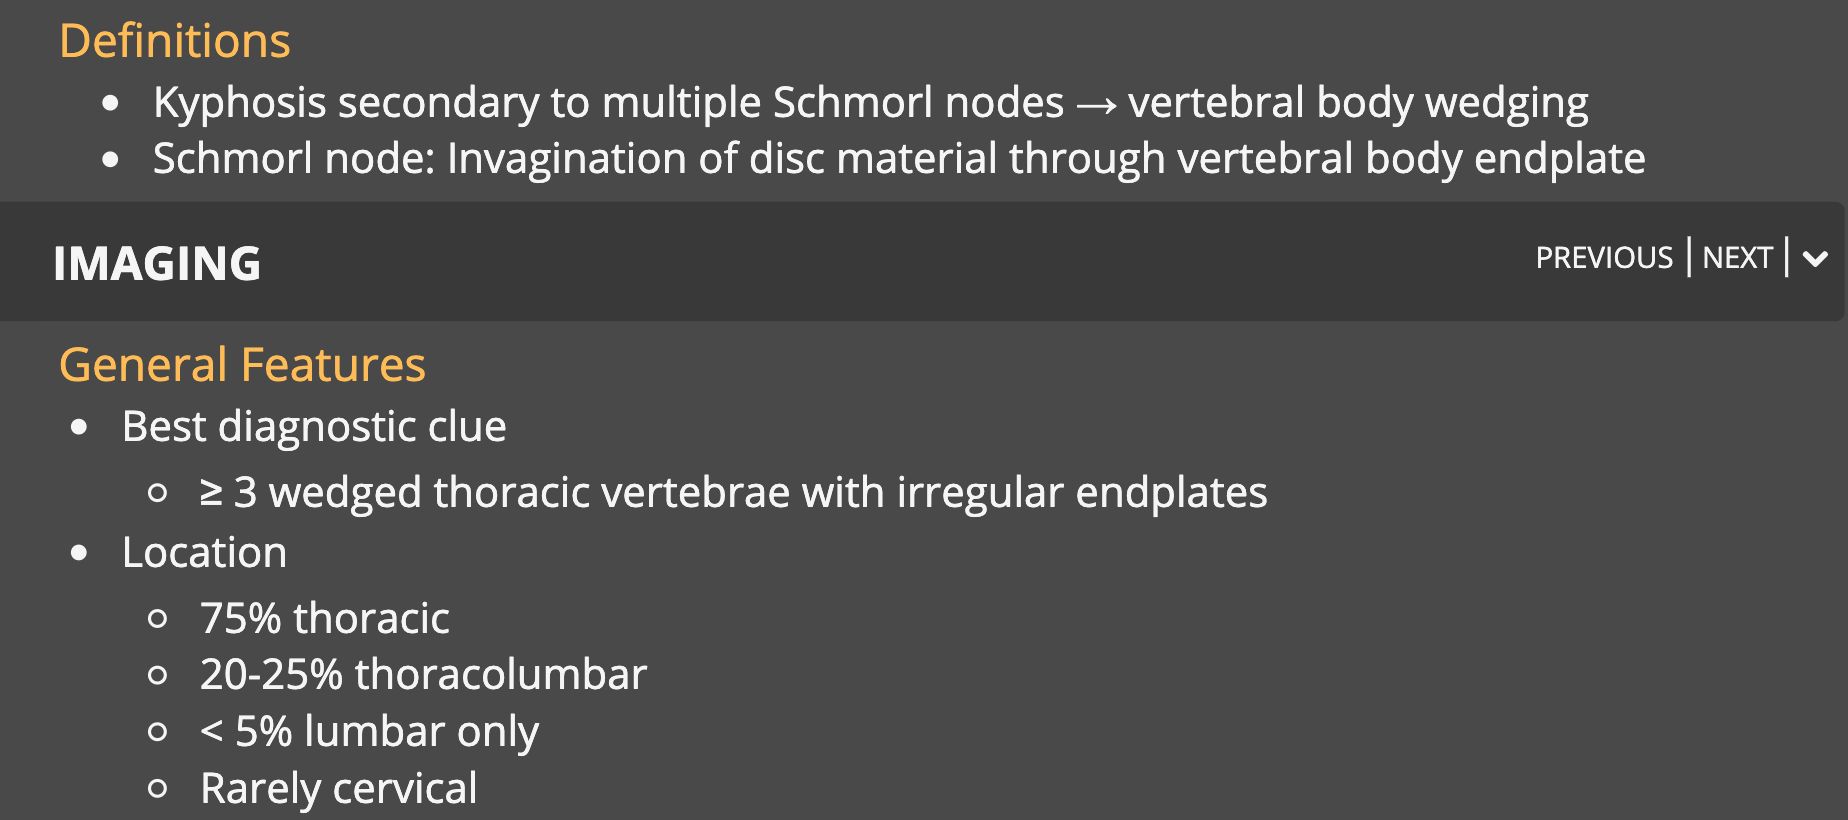 Definitions
• Kyphosis secondary to multiple Schmorl nodes → vertebral body wedging
• Schmorl node: Invagination of disc material through vertebral body endplate
IMAGING
PREVIOUS | NEXT |
General Features
• Best diagnostic clue
○ ≥ 3 wedged thoracic vertebrae with irregular endplates
• Location
○ 75% thoracic
○ 20-25% thoracolumbar
○ < 5% lumbar only
○ Rarely cervical